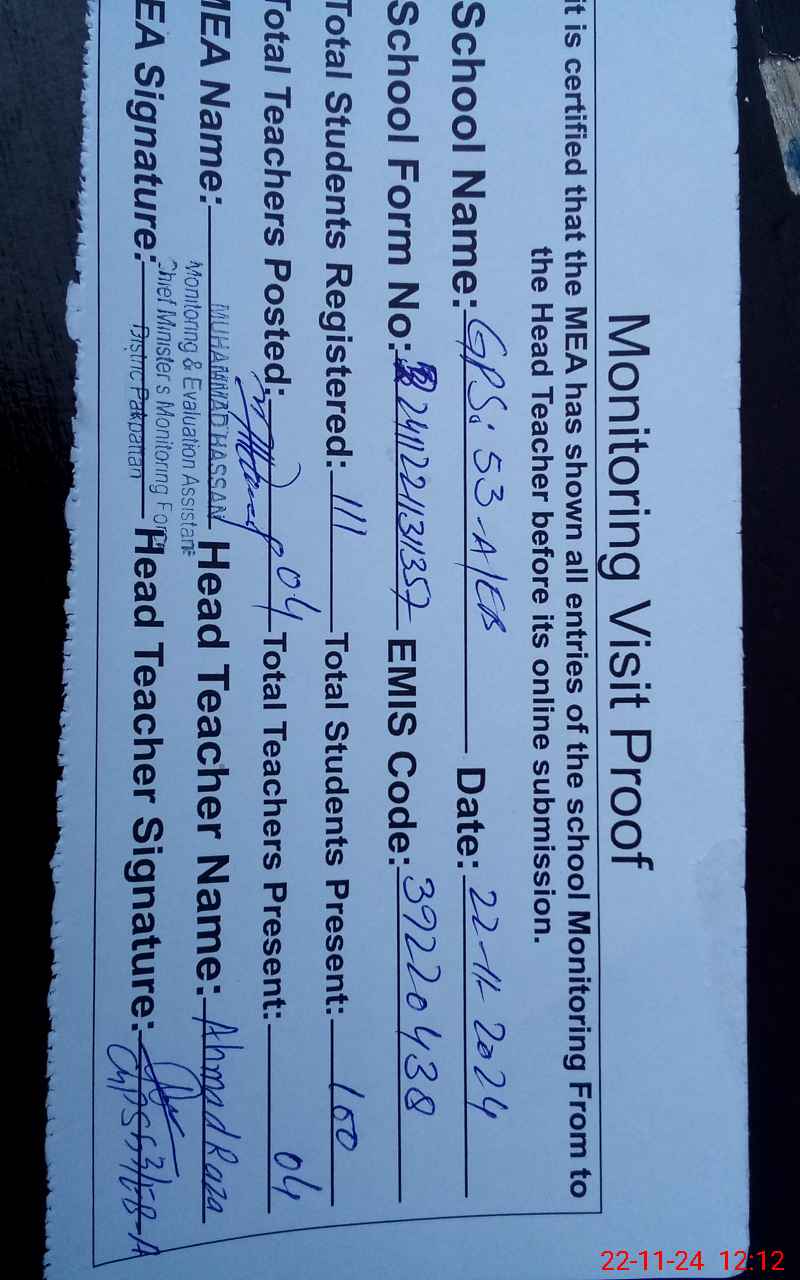 Monitoring Visit Proof
it is certified that the MEA has shown all entries of the school Monitoring From to
the Head Teacher before its online submission.
School Name: GPS: 53-A/EB Date: 22-11-2024
School Form No: 24112211311357 EMIS Code: 39220438
Total Students Registered: 111 Total Students Present: 100
Total Teachers Posted: 04 Total Teachers Present: 04
MEA Name: MUHAMMAD HASSAN Head Teacher Name: Ahmad Raza
Monitoring & Evaluation Assistant
Chief Minister's Monitoring Force
EA Signature: Head Teacher Signature:
District Pakpattan
22-11-24 12:12